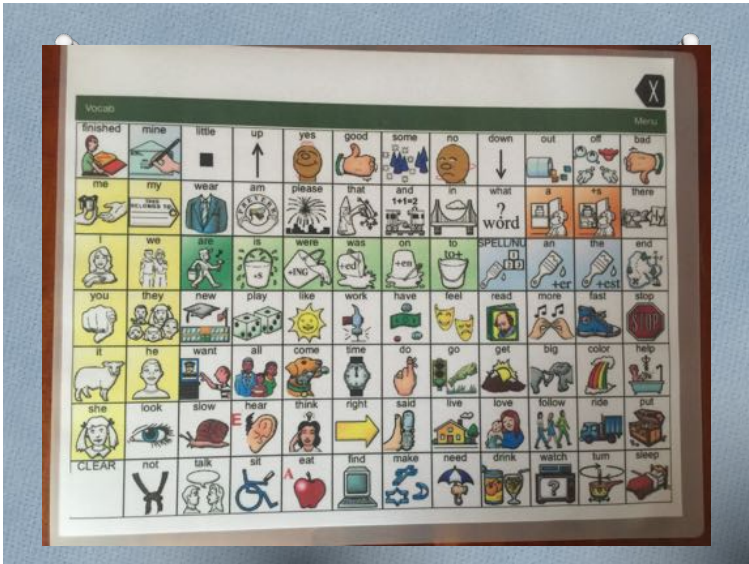 X
Vocab Menu
finished mine little up yes good some no down out off bad
me my wear am please that and in what a +s there
THIS BELONGS TO 1+1=2 ? word
I we are is were was on to SPELL/NU an the end
+S +ING +ed +en to+ +er +est
you they new play like work have feel read more fast stop
STOP
it he want all come time do go get big color help
she look slow hear think right said live love follow ride put
E
CLEAR not talk sit eat find make need drink watch turn sleep
A ?